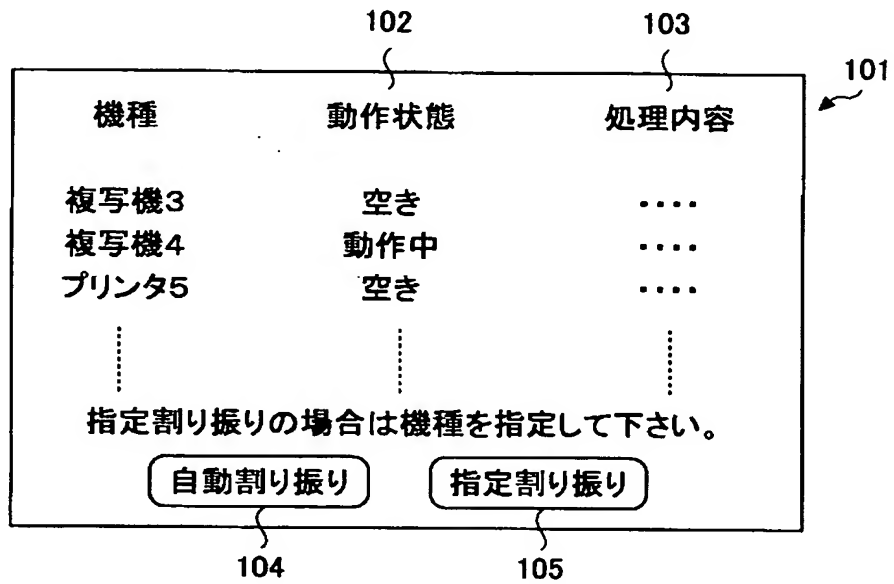 102 103
101
機種 動作状態 処理内容
複写機3 空き ････
複写機4 動作中 ････
プリンタ5 空き ････
指定割り振りの場合は機種を指定して下さい。
自動割り振り 指定割り振り
104 105